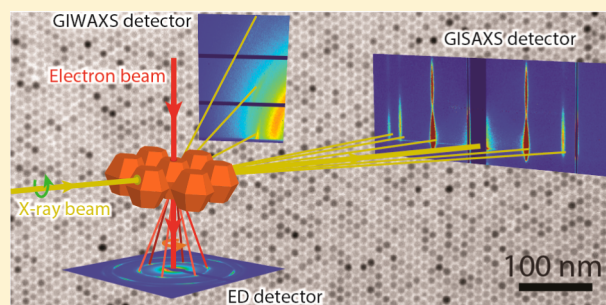 GIWAXS detector
GISAXS detector
Electron beam
X-ray beam
100 nm
ED detector